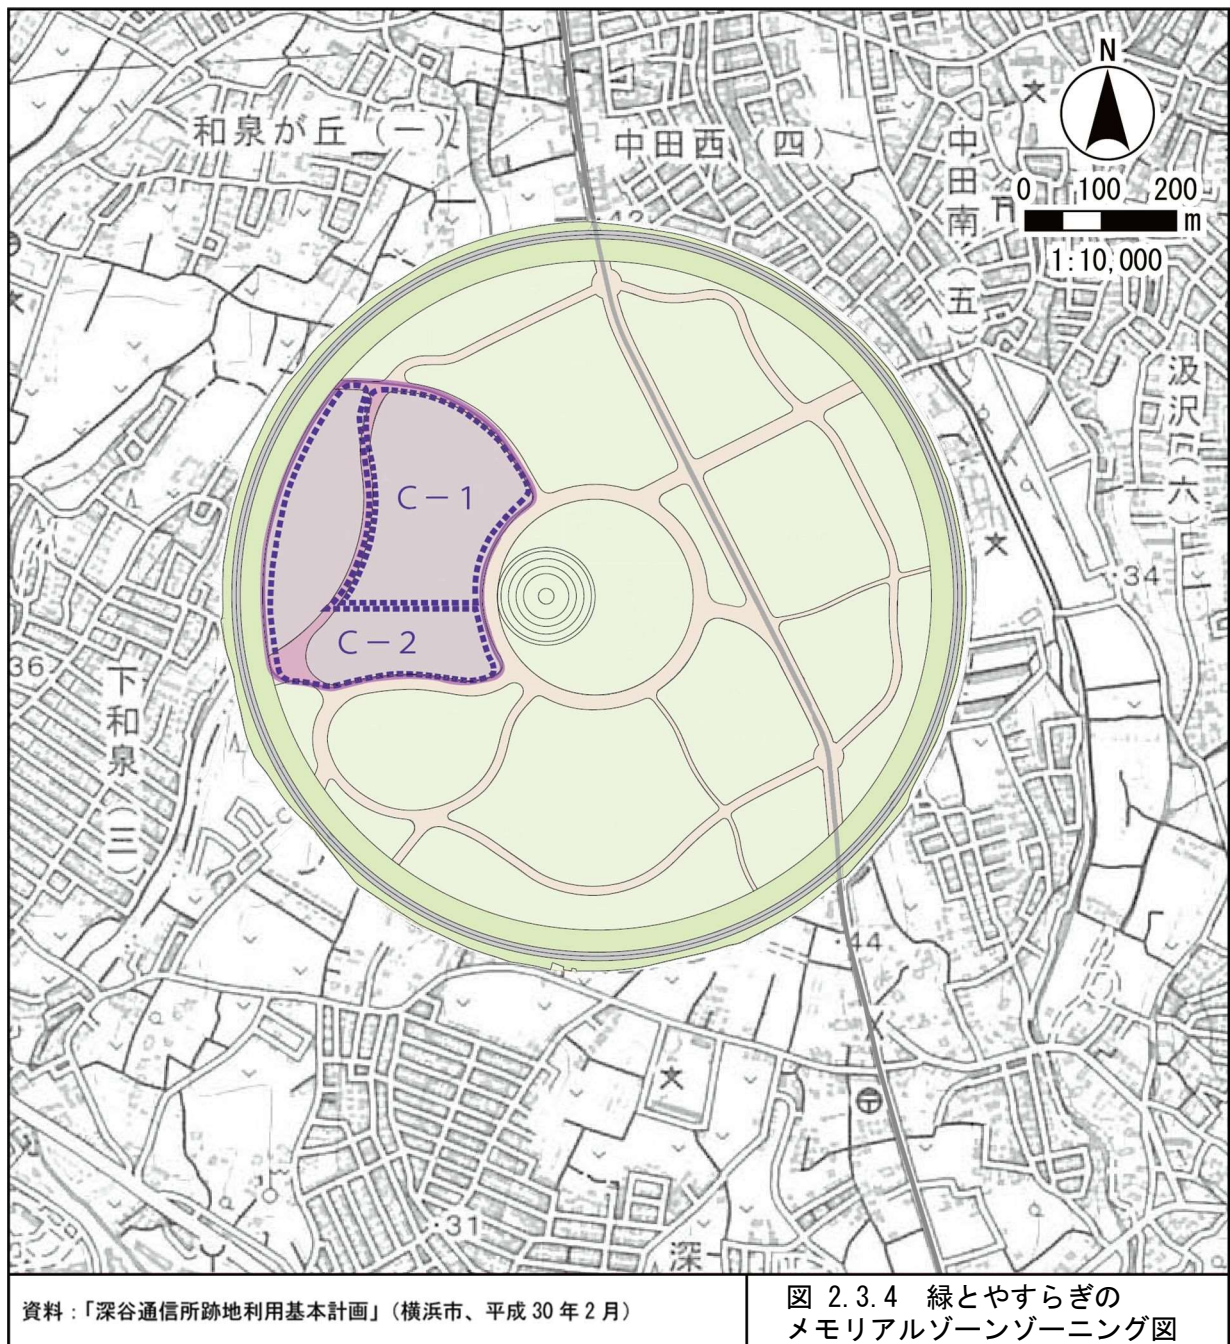 N
0 100 200
m
1:10,000
和泉が丘(一)
中田西(四)
中田南(五)
汲沢(六)
42
文
C－1
C－2
文
34
36
下和泉(三)
44
文
31
深
資料：「深谷通信所跡地利用基本計画」（横浜市、平成 30 年 2 月）
図 2.3.4 緑とやすらぎの
メモリアルゾーンゾーニング図